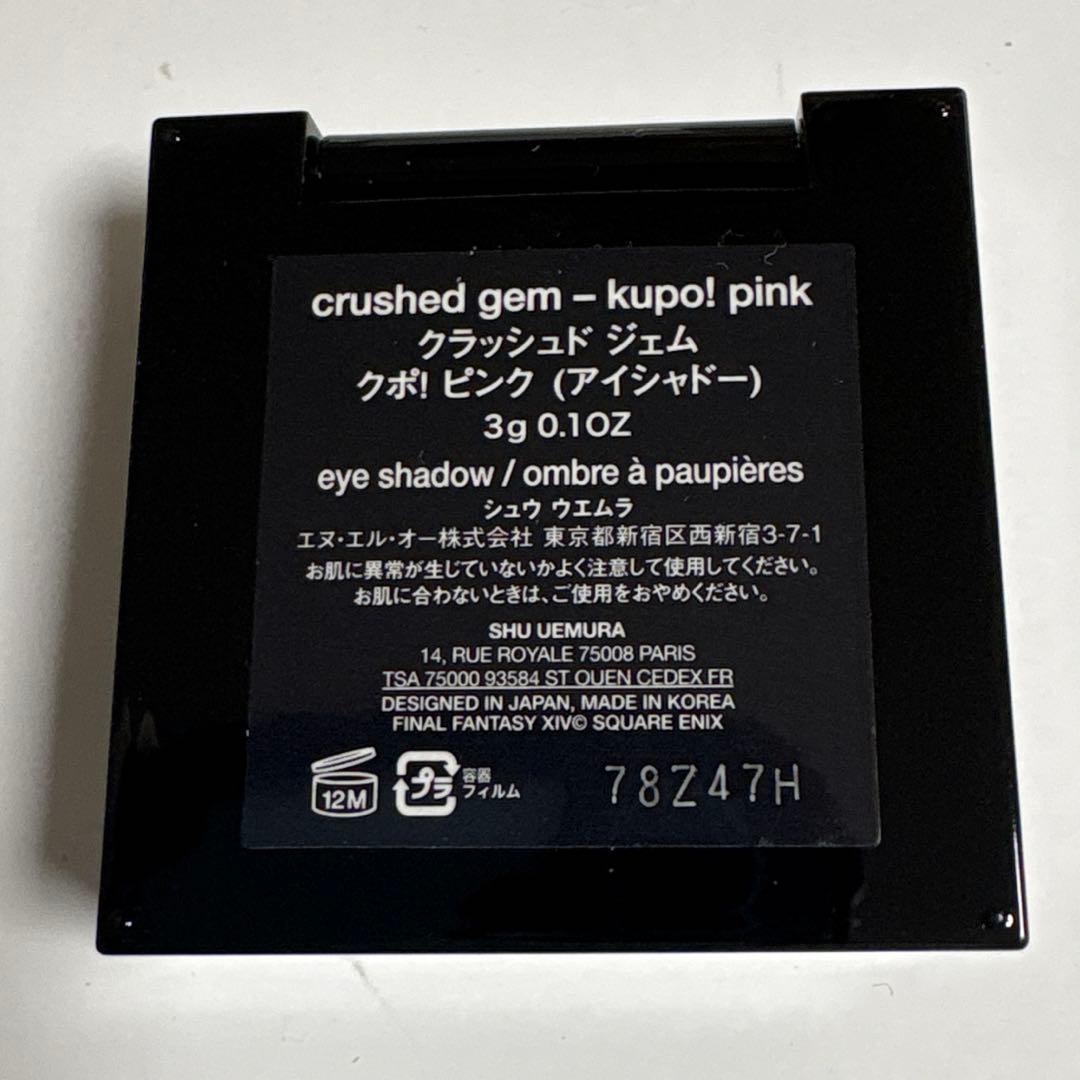 crushed gem – kupo! pink
クラッシュド ジェム
クポ! ピンク (アイシャドー)
3g 0.1OZ
eye shadow / ombre à paupières
シュウ ウエムラ
エヌ・エル・オー株式会社 東京都新宿区西新宿3-7-1
お肌に異常が生じていないかよく注意して使用してください。
お肌に合わないときは、ご使用をおやめください。
SHU UEMURA
14, RUE ROYALE 75008 PARIS
TSA 75000 93584 ST OUEN CEDEX FR
DESIGNED IN JAPAN, MADE IN KOREA
FINAL FANTASY XIV© SQUARE ENIX
12M
プラ
容器
フィルム
78Z47H